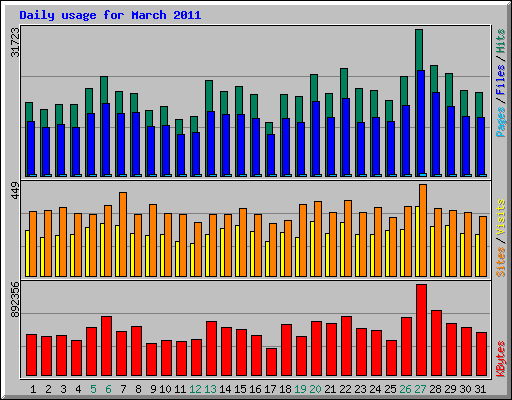 Daily usage for March 2011
31723
Pages / Files / Hits
449
Sites / Visits
892356
KBytes
1 2 3 4 5 6 7 8 9 10 11 12 13 14 15 16 17 18 19 20 21 22 23 24 25 26 27 28 29 30 31